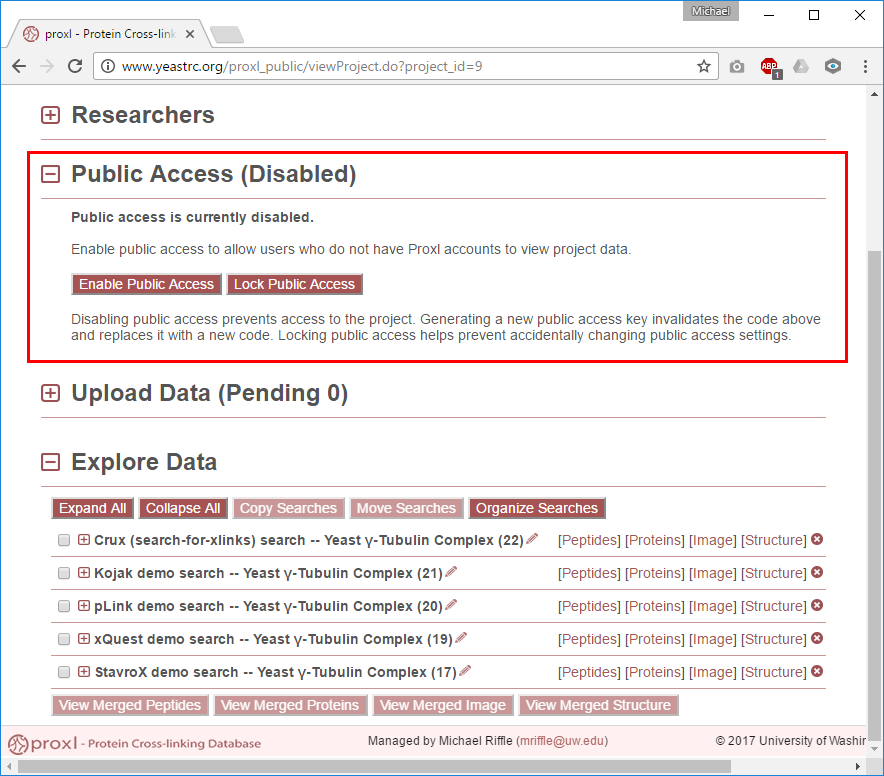 Michael
proxl - Protein Cross-link
www.yeastrc.org/proxl_public/viewProject.do?project_id=9
ABP
1
Researchers
Public Access (Disabled)
Public access is currently disabled.
Enable public access to allow users who do not have Proxl accounts to view project data.
Enable Public Access Lock Public Access
Disabling public access prevents access to the project. Generating a new public access key invalidates the code above
and replaces it with a new code. Locking public access helps prevent accidentally changing public access settings.
Upload Data (Pending 0)
Explore Data
Expand All Collapse All Copy Searches Move Searches Organize Searches
Crux (search-for-xlinks) search -- Yeast γ-Tubulin Complex (22) [Peptides] [Proteins] [Image] [Structure]
Kojak demo search -- Yeast γ-Tubulin Complex (21) [Peptides] [Proteins] [Image] [Structure]
pLink demo search -- Yeast γ-Tubulin Complex (20) [Peptides] [Proteins] [Image] [Structure]
xQuest demo search -- Yeast γ-Tubulin Complex (19) [Peptides] [Proteins] [Image] [Structure]
StavroX demo search -- Yeast γ-Tubulin Complex (17) [Peptides] [Proteins] [Image] [Structure]
View Merged Peptides View Merged Proteins View Merged Image View Merged Structure
proxl - Protein Cross-linking Database Managed by Michael Riffle (mriffle@uw.edu) © 2017 University of Washin